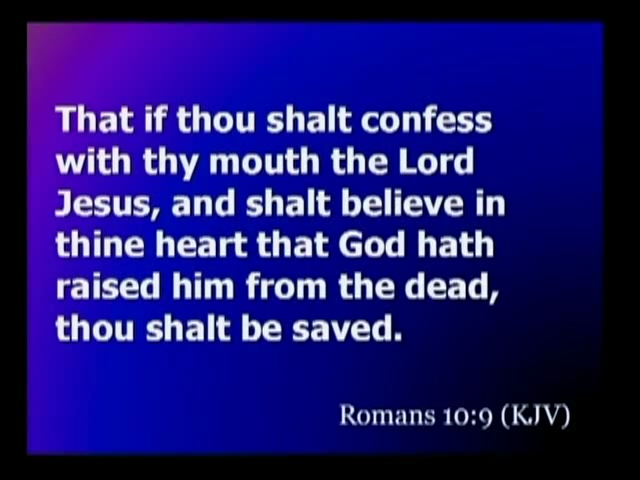 That if thou shalt confess
with thy mouth the Lord
Jesus, and shalt believe in
thine heart that God hath
raised him from the dead,
thou shalt be saved.
Romans 10:9 (KJV)